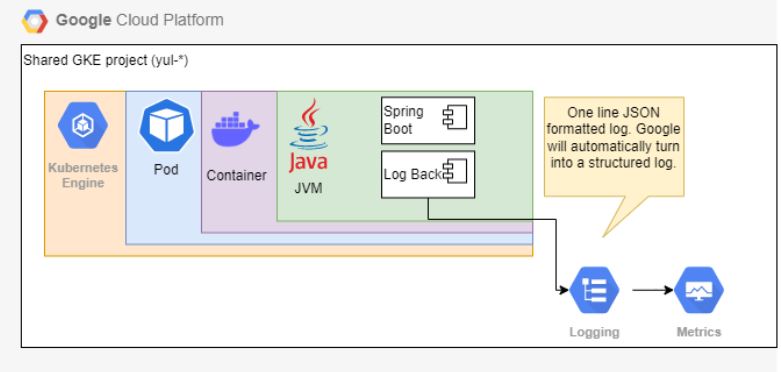 Google Cloud Platform
Shared GKE project (yul-*)
Kubernetes
Engine
Pod
Container
Java
JVM
Spring
Boot
Log Back
One line JSON
formatted log. Google
will automatically turn
into a structured log.
Logging
Metrics